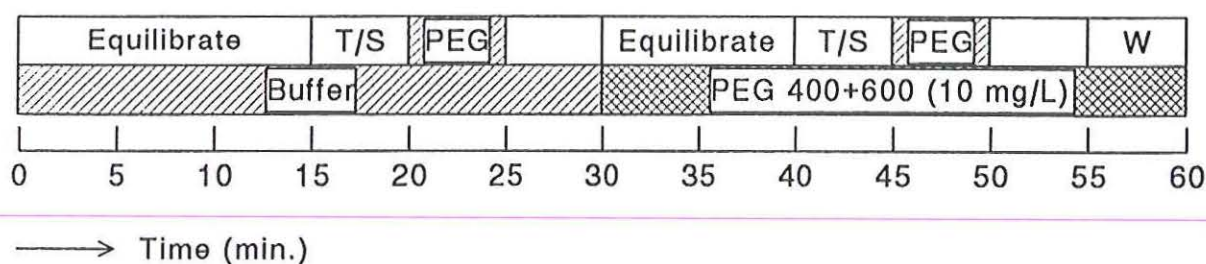 Equilibrate T/S PEG Equilibrate T/S PEG W
Buffer PEG 400+600 (10 mg/L)
0 5 10 15 20 25 30 35 40 45 50 55 60
Time (min.)